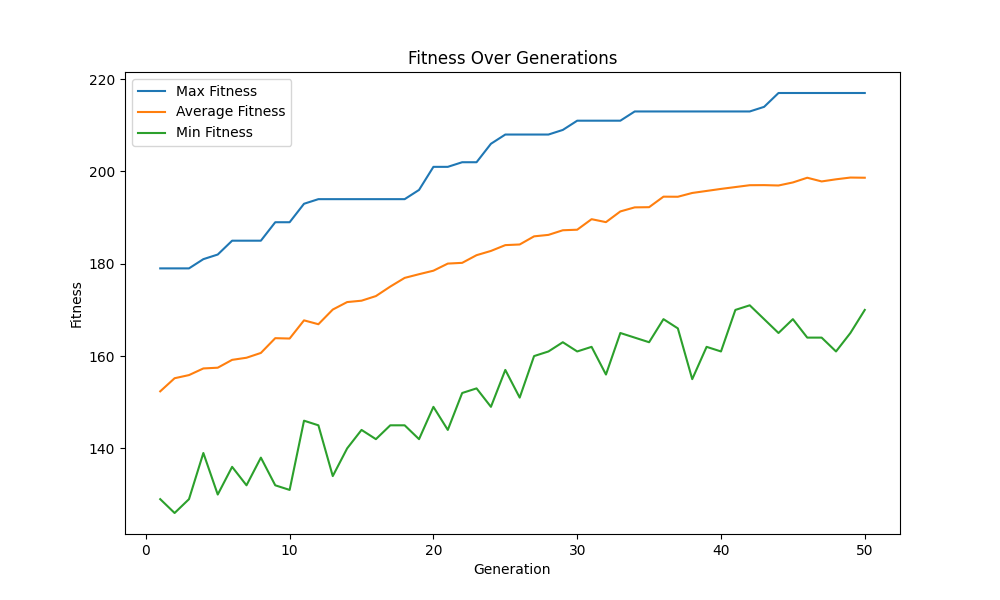 Fitness Over Generations
Max Fitness
Average Fitness
Min Fitness
220
200
180
160
140
Fitness
0 10 20 30 40 50
Generation